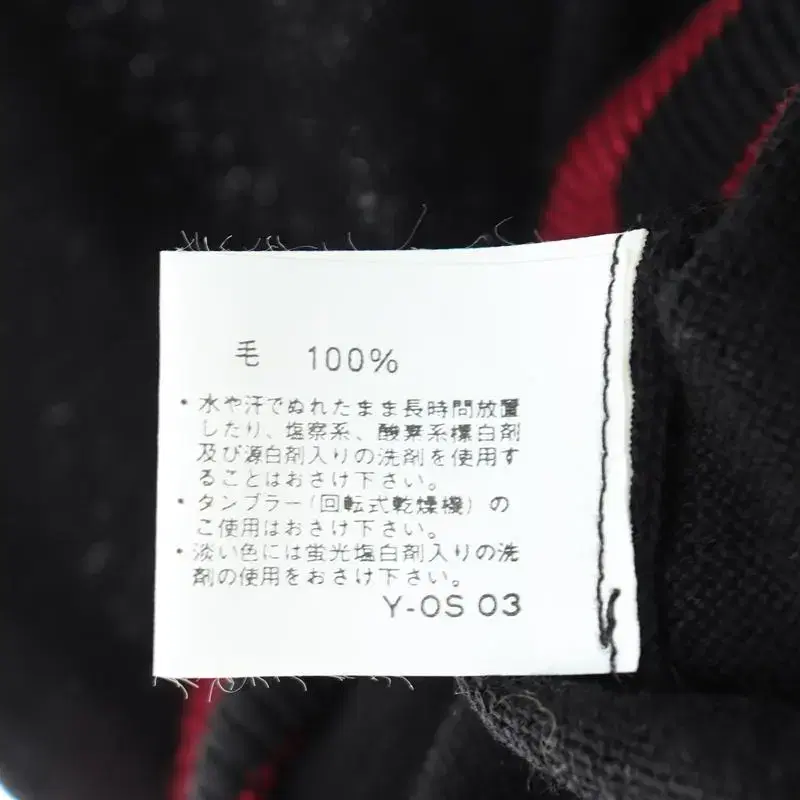 毛 100%
・水や汗でぬれたまま長時間放置
したり、塩察系、酸素系標白剤
及び源白剤入りの洗剤を使用す
ることはおさけ下さい。
・タンブラー(回転式乾燥機)の
ご使用はおさけ下さい。
・淡い色には蛍光塩白剤入りの洗
剤の使用をおさけ下さい。
Y-OS 03